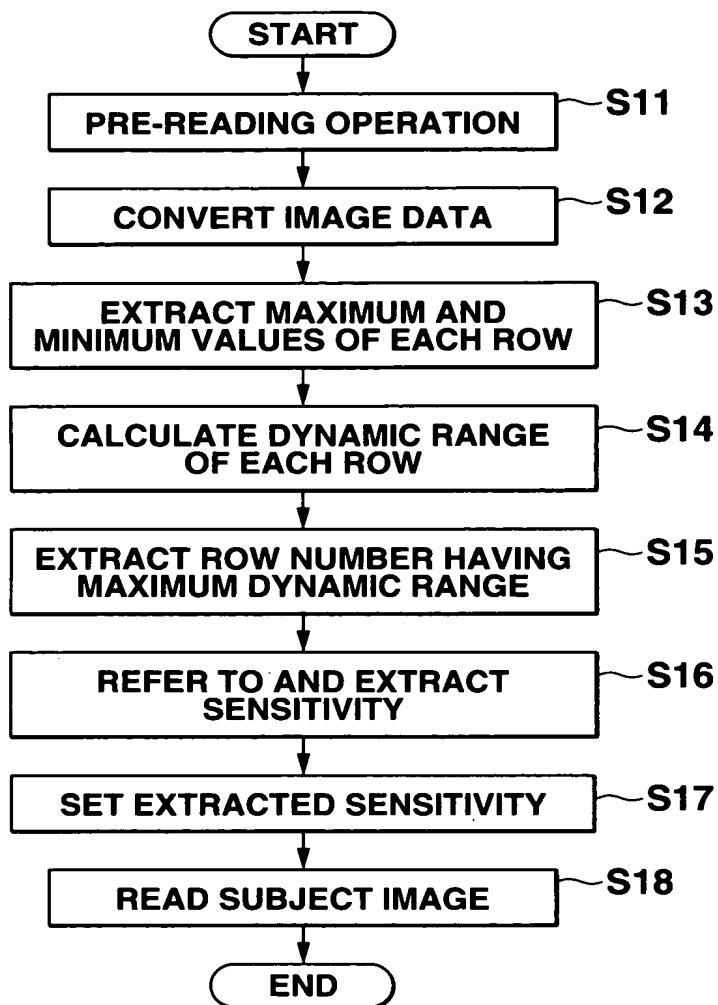 START
PRE-READING OPERATION
S11
CONVERT IMAGE DATA
S12
EXTRACT MAXIMUM AND
MINIMUM VALUES OF EACH ROW
S13
CALCULATE DYNAMIC RANGE
OF EACH ROW
S14
EXTRACT ROW NUMBER HAVING
MAXIMUM DYNAMIC RANGE
S15
REFER TO AND EXTRACT
SENSITIVITY
S16
SET EXTRACTED SENSITIVITY
S17
READ SUBJECT IMAGE
S18
END